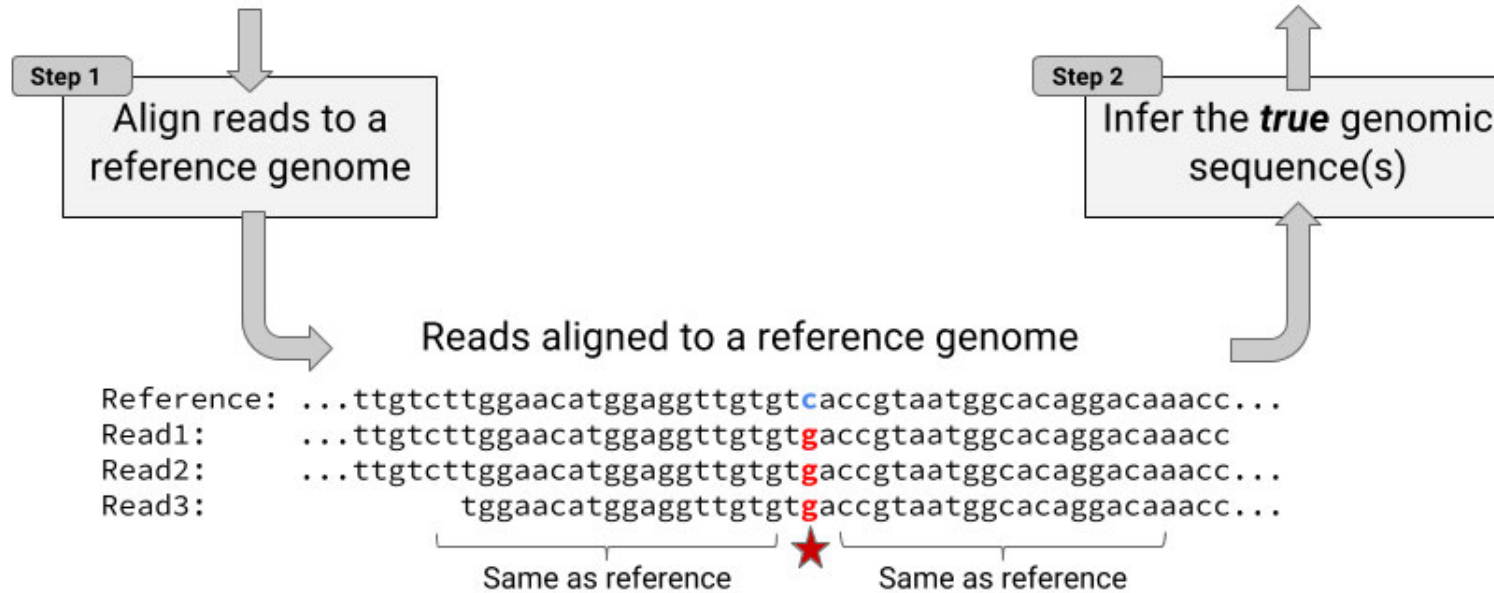 Step 1
Align reads to a
reference genome
Step 2
Infer the true genomic
sequence(s)
Reads aligned to a reference genome
Reference: ...ttgtcttggaacatggaggttgtgtcaccgtaatggcacaggacaaacc...
Read1: ...ttgtcttggaacatggaggttgtgtgaccgtaatggcacaggacaaacc
Read2: ...ttgtcttggaacatggaggttgtgtgaccgtaatggcacaggacaaacc...
Read3: tggaacatggaggttgtgtgaccgtaatggcacaggacaaacc...
Same as reference Same as reference